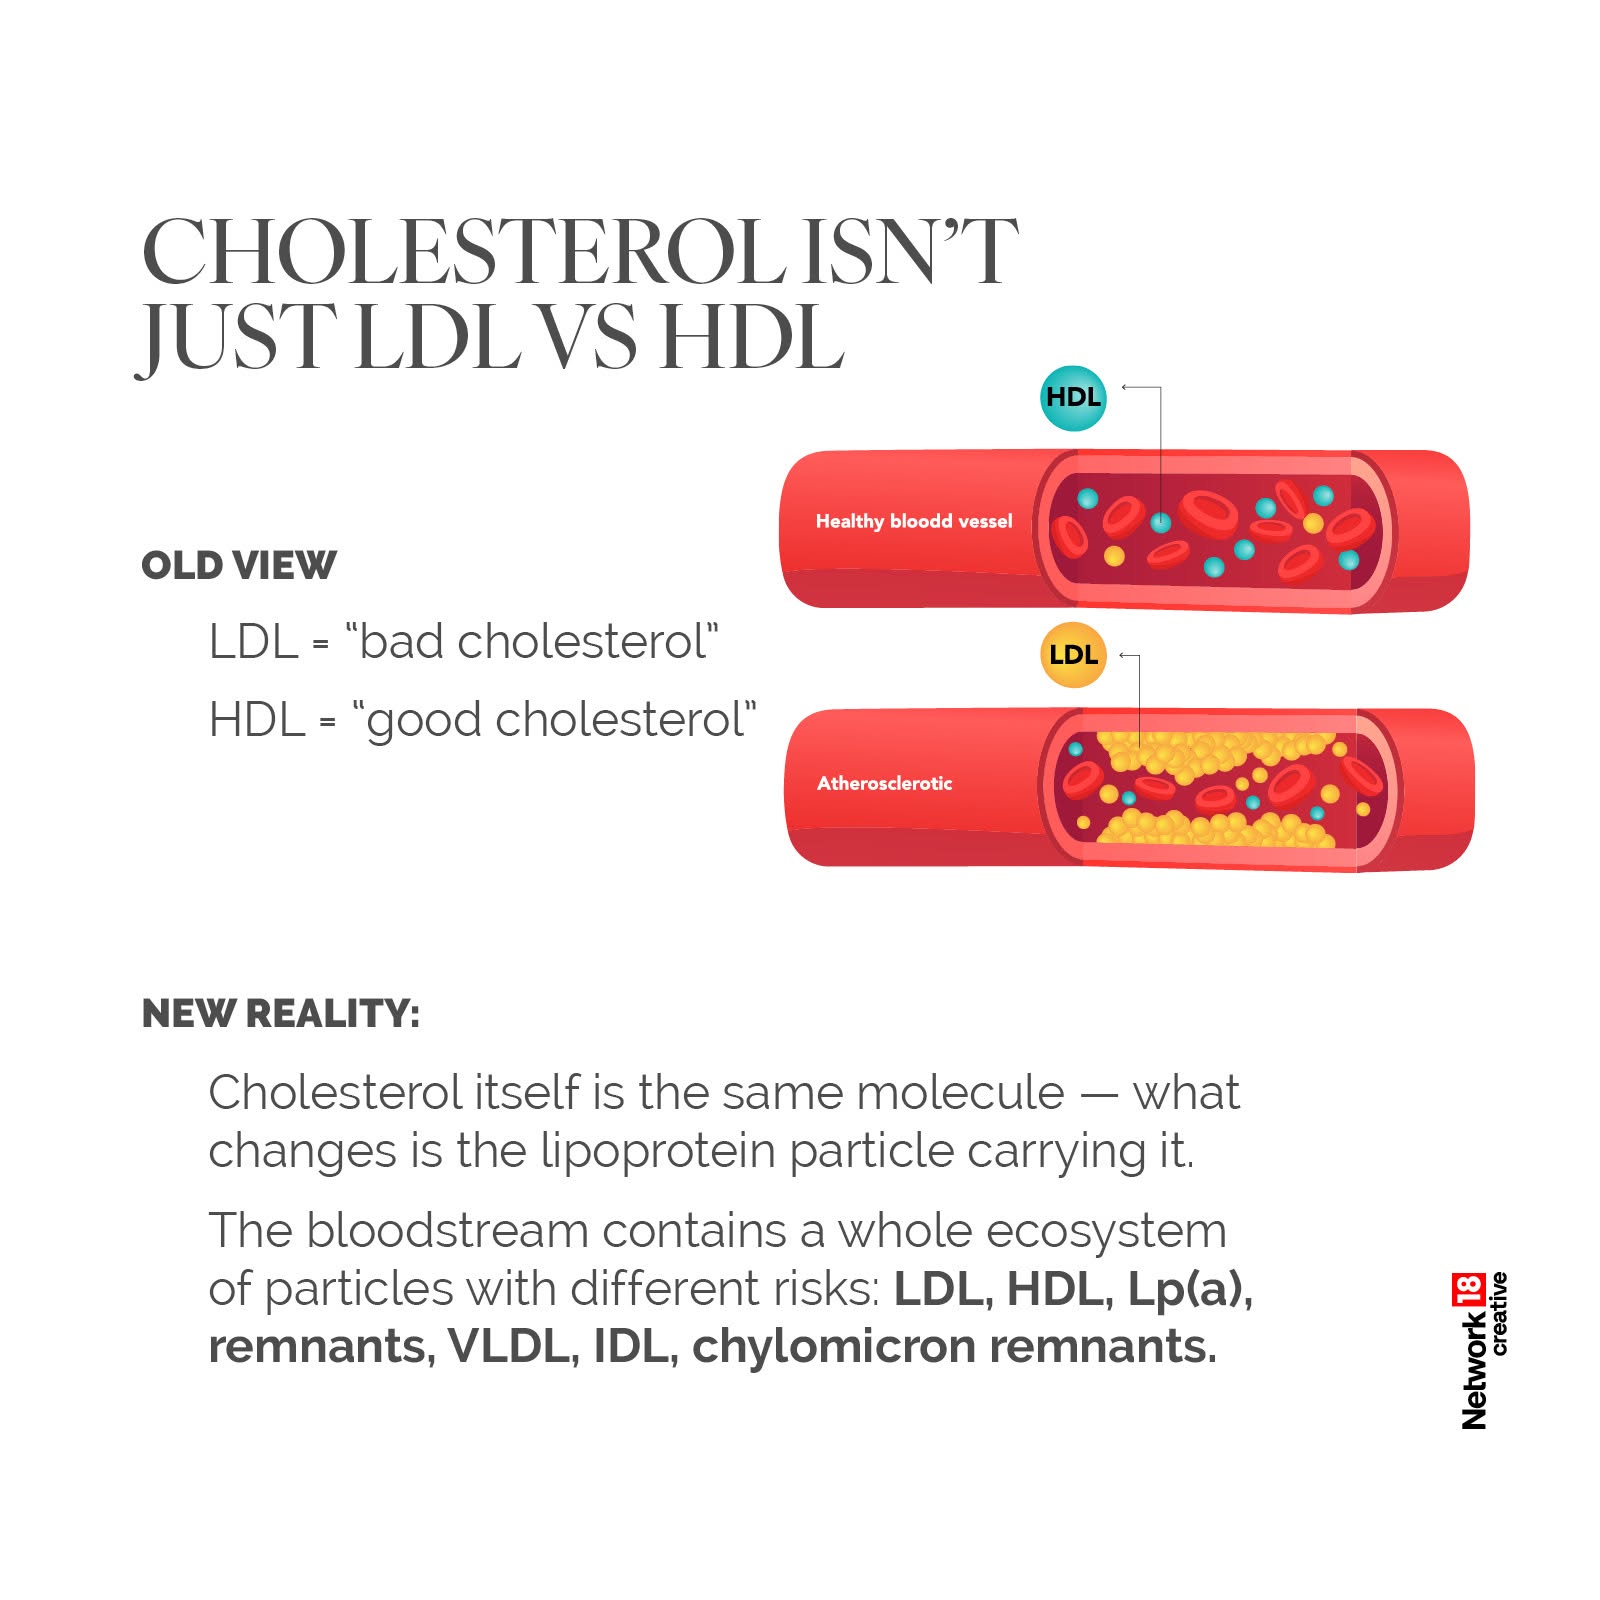 CHOLESTEROL ISN’T
JUST LDL VS HDL
HDL
Healthy bloodd vessel
OLD VIEW
LDL = “bad cholesterol”
HDL = “good cholesterol”
LDL
Atherosclerotic
NEW REALITY:
Cholesterol itself is the same molecule — what
changes is the lipoprotein particle carrying it.
The bloodstream contains a whole ecosystem
of particles with different risks: LDL, HDL, Lp(a),
remnants, VLDL, IDL, chylomicron remnants.
Network 18
creative